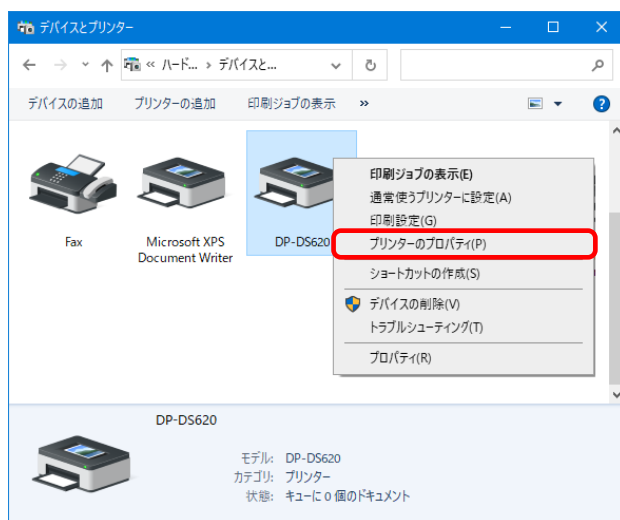 デバイスとプリンター
« ハード... › デバイスと...
デバイスの追加 プリンターの追加 印刷ジョブの表示 »
Fax
Microsoft XPS
Document Writer
DP-DS620
印刷ジョブの表示(E)
通常使うプリンターに設定(A)
印刷設定(G)
プリンターのプロパティ(P)
ショートカットの作成(S)
デバイスの削除(V)
トラブルシューティング(T)
プロパティ(R)
DP-DS620
モデル: DP-DS620
カテゴリ: プリンター
状態: キューに 0 個のドキュメント